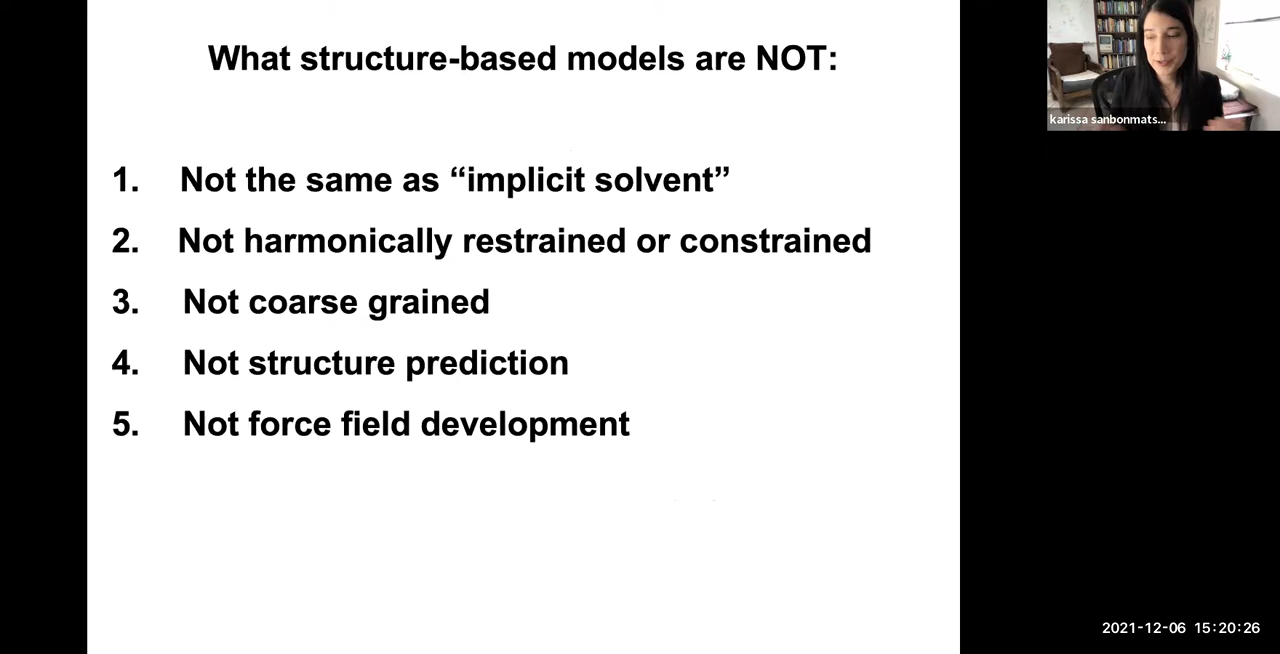 What structure-based models are NOT:
karissa sanbonmats...
1. Not the same as “implicit solvent”
2. Not harmonically restrained or constrained
3. Not coarse grained
4. Not structure prediction
5. Not force field development
2021-12-06 15:20:26